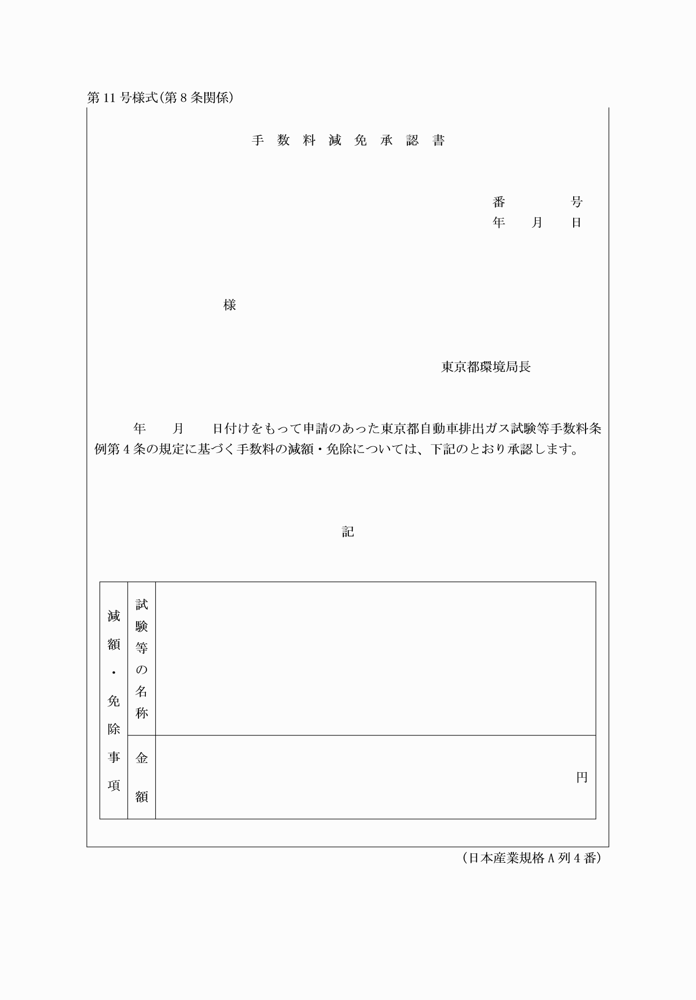 第 11 号様式（第 8 条関係）
手　数　料　減　免　承　認　書
番　　　　　号
年　　月　　日
様
東京都環境局長
年　　月　　日付けをもって申請のあった東京都自動車排出ガス試験等手数料条
例第 4 条の規定に基づく手数料の減額・免除については、下記のとおり承認します。
記
減額・免除事項
試験等の名称
金額
円
（日本産業規格 A 列 4 番）